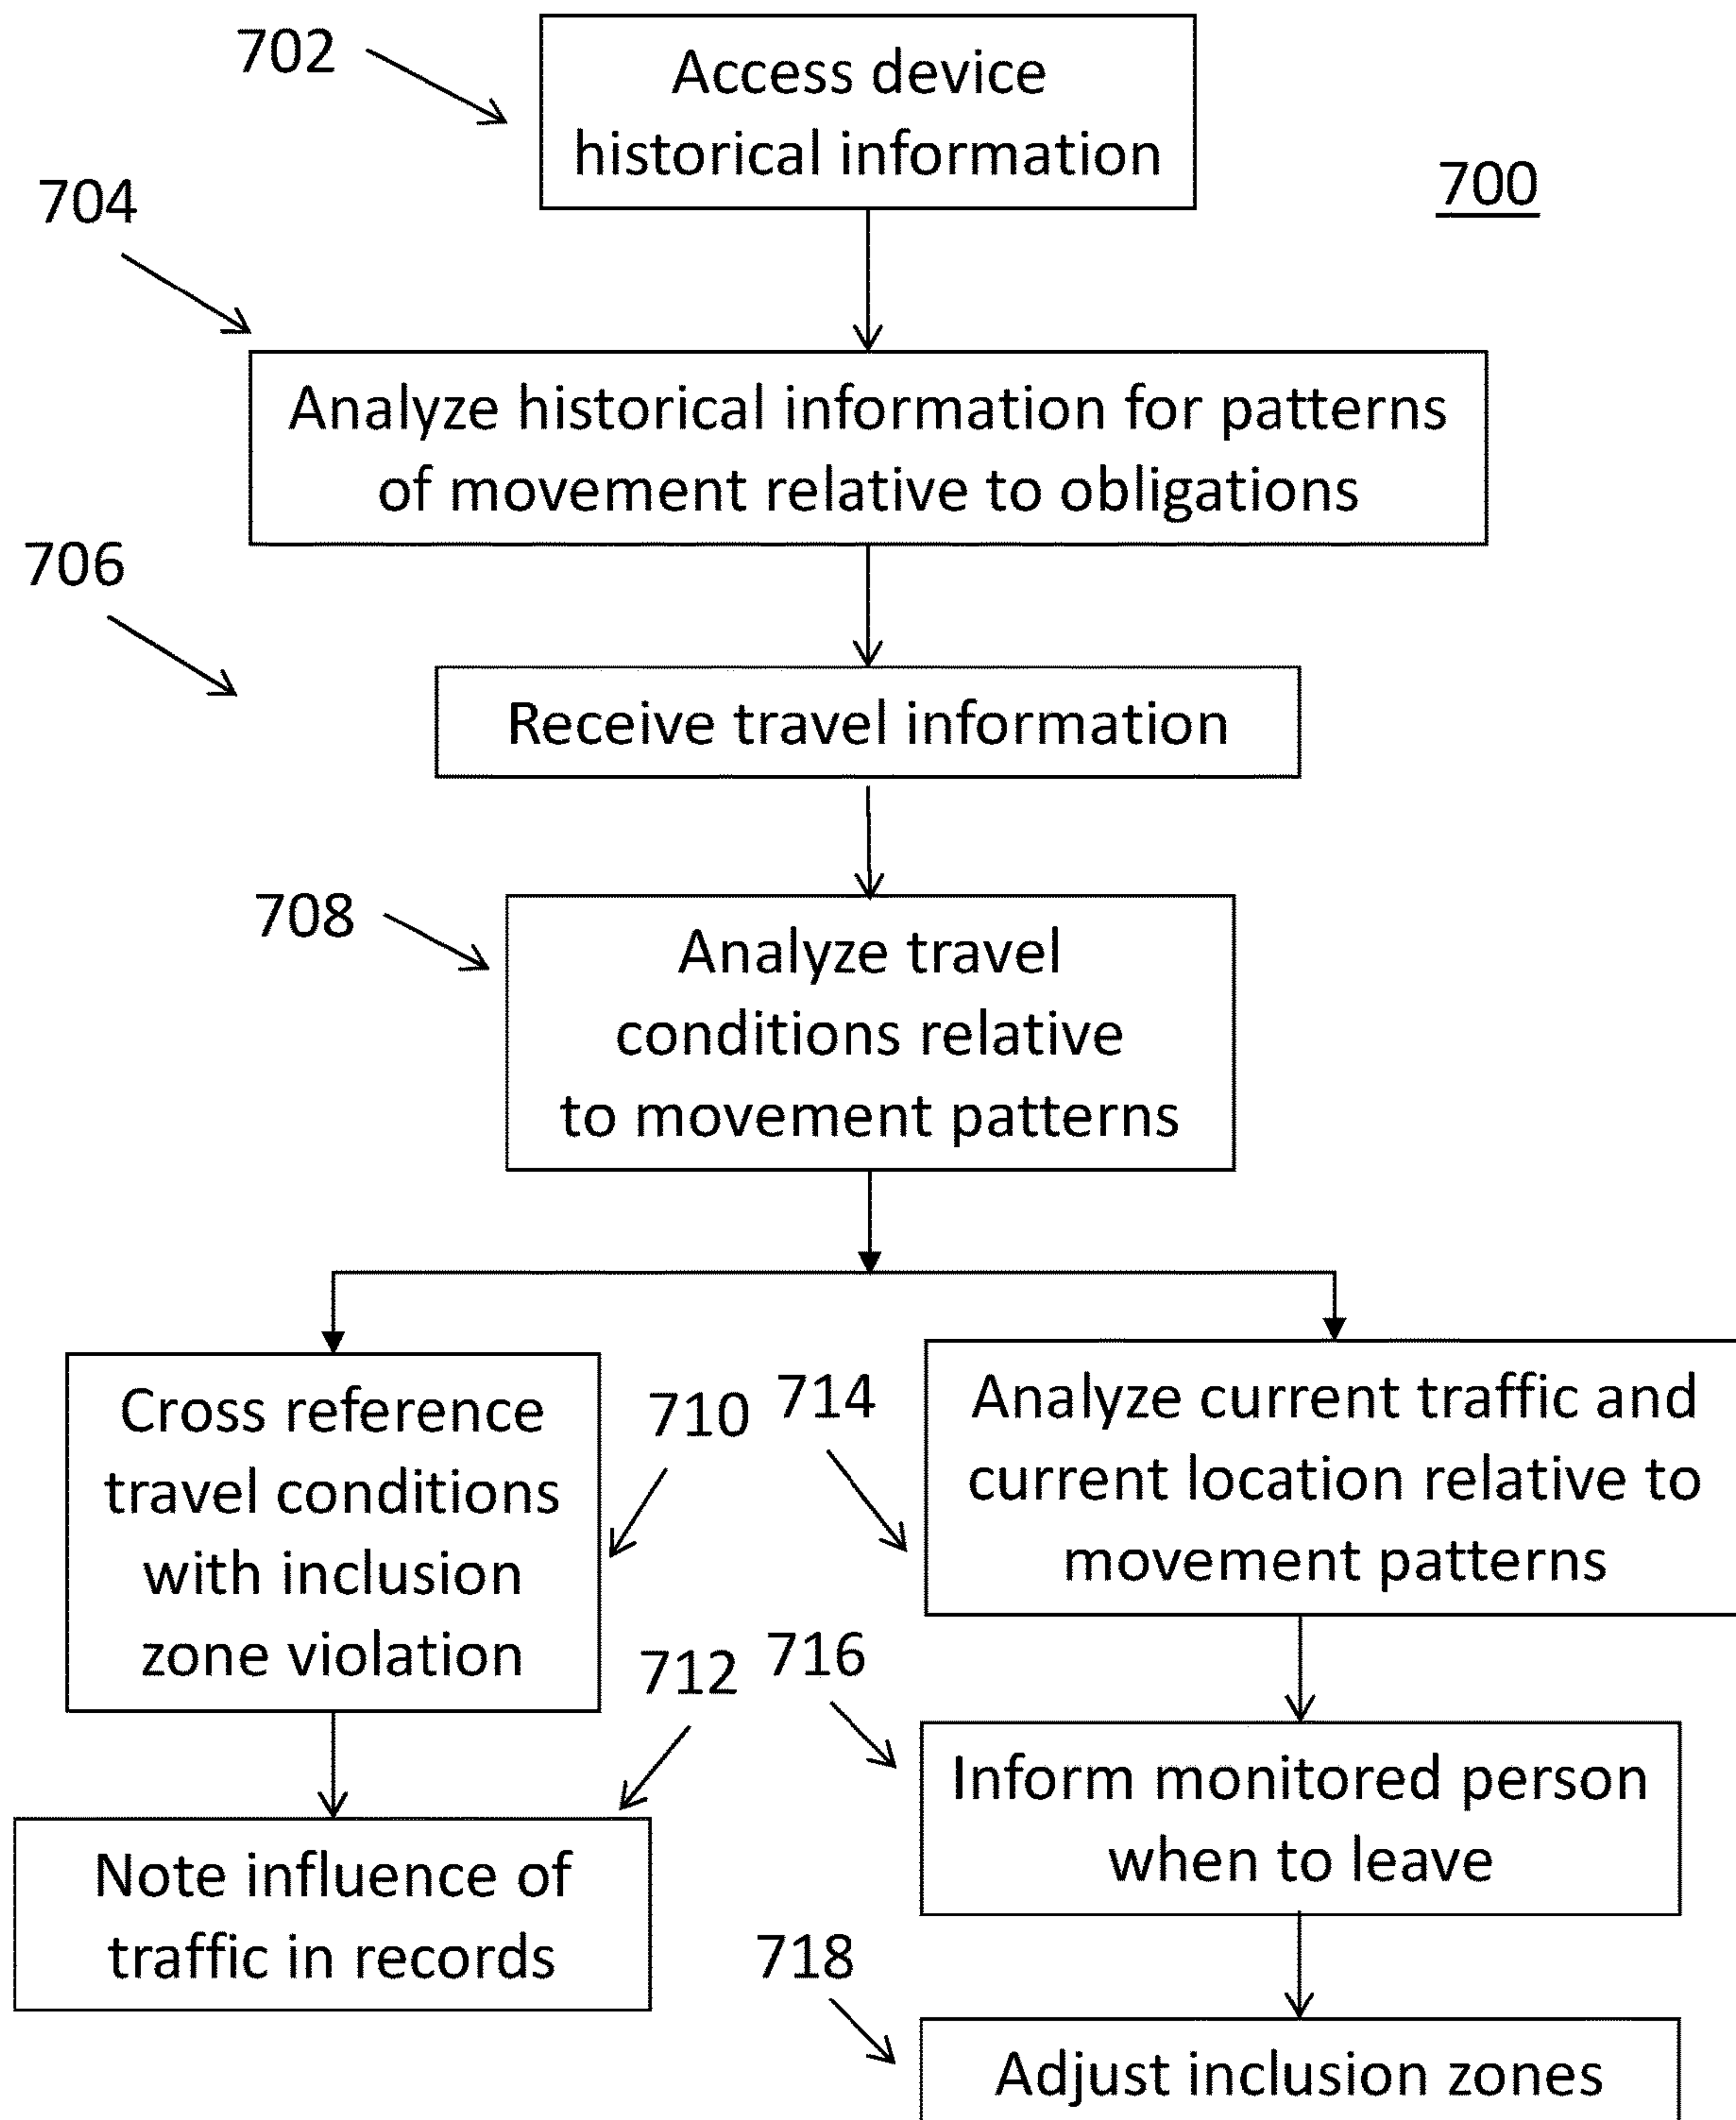 702
Access device
historical information
700
704
Analyze historical information for patterns
of movement relative to obligations
706
Receive travel information
708
Analyze travel
conditions relative
to movement patterns
Cross reference
travel conditions
with inclusion
zone violation
710
714
Analyze current traffic and
current location relative to
movement patterns
712
716
Note influence of
traffic in records
Inform monitored person
when to leave
718
Adjust inclusion zones